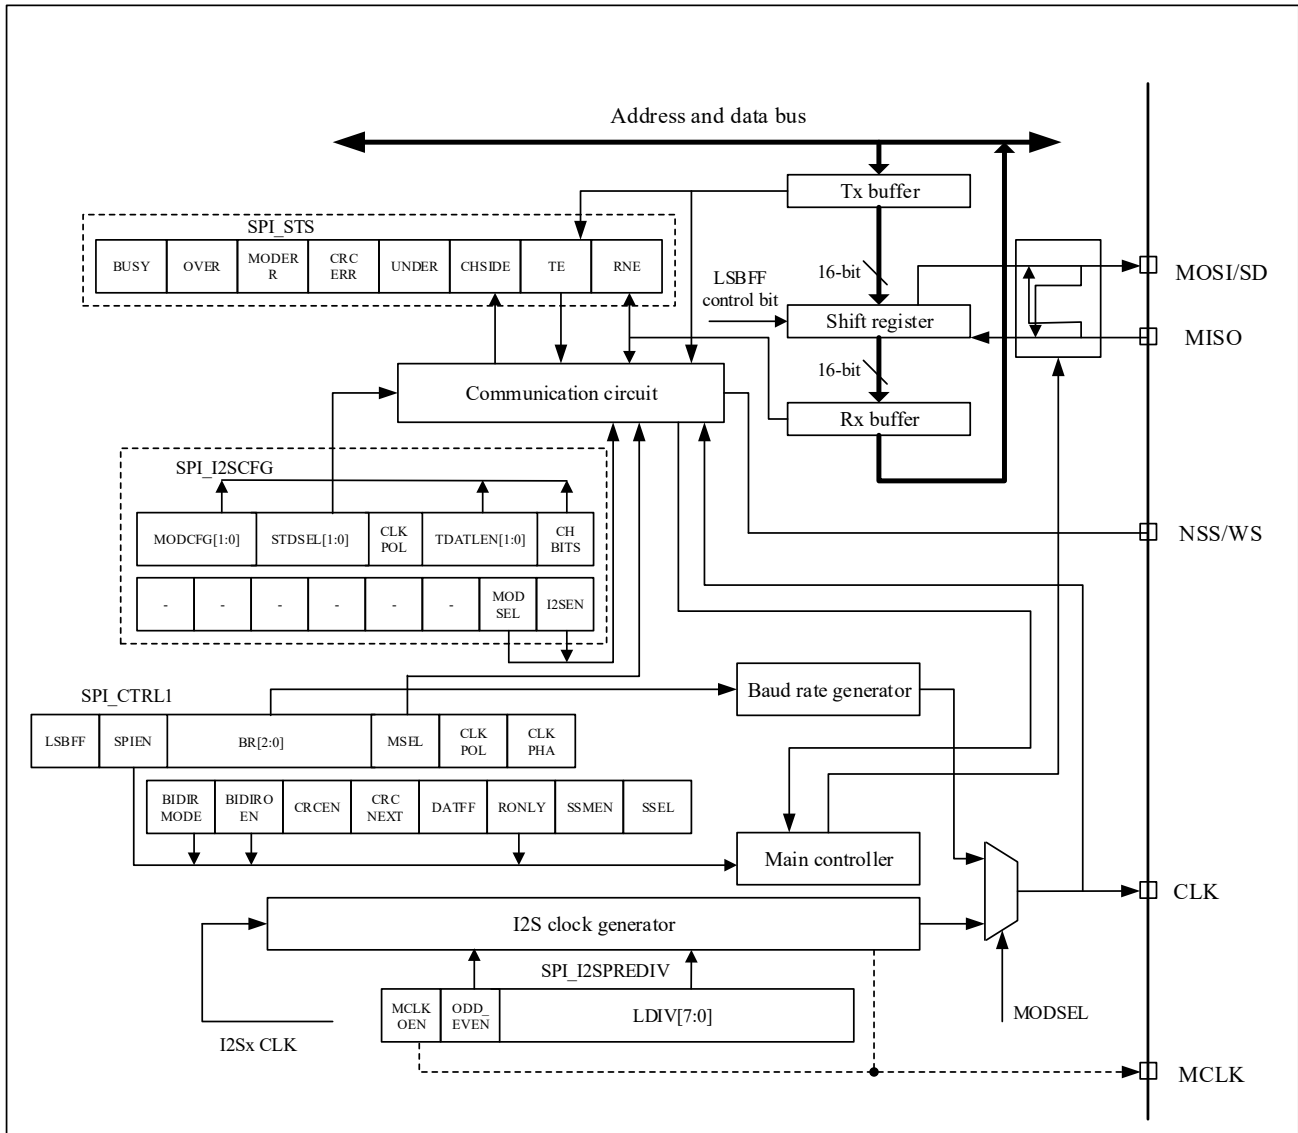 Address and data bus
Tx buffer
SPI_STS
BUSY
OVER
MODER
R
CRC
ERR
UNDER
CHSIDE
TE
RNE
16-bit
LSBFF
control bit
Shift register
MOSI/SD
MISO
16-bit
Communication circuit
Rx buffer
SPI_I2SCFG
MODCFG[1:0]
STDSEL[1:0]
CLK
POL
TDATLEN[1:0]
CH
BITS
NSS/WS
-
-
-
-
-
-
MOD
SEL
I2SEN
SPI_CTRL1
Baud rate generator
LSBFF
SPIEN
BR[2:0]
MSEL
CLK
POL
CLK
PHA
BIDIR
MODE
BIDIRO
EN
CRCEN
CRC
NEXT
DATFF
RONLY
SSMEN
SSEL
Main controller
CLK
I2S clock generator
SPI_I2SPREDIV
MCLK
OEN
ODD_
EVEN
LDIV[7:0]
MODSEL
I2Sx CLK
MCLK